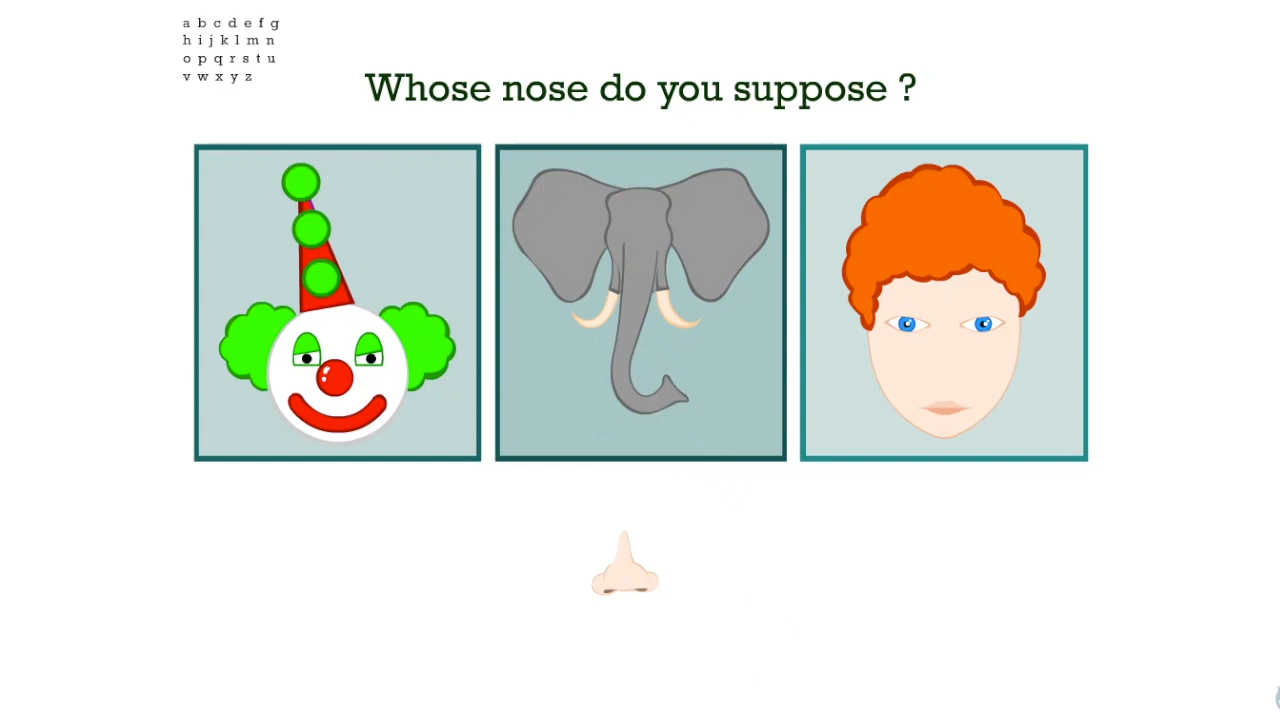 a b c d e f g
h i j k l m n
o p q r s t u
v w x y z
Whose nose do you suppose ?